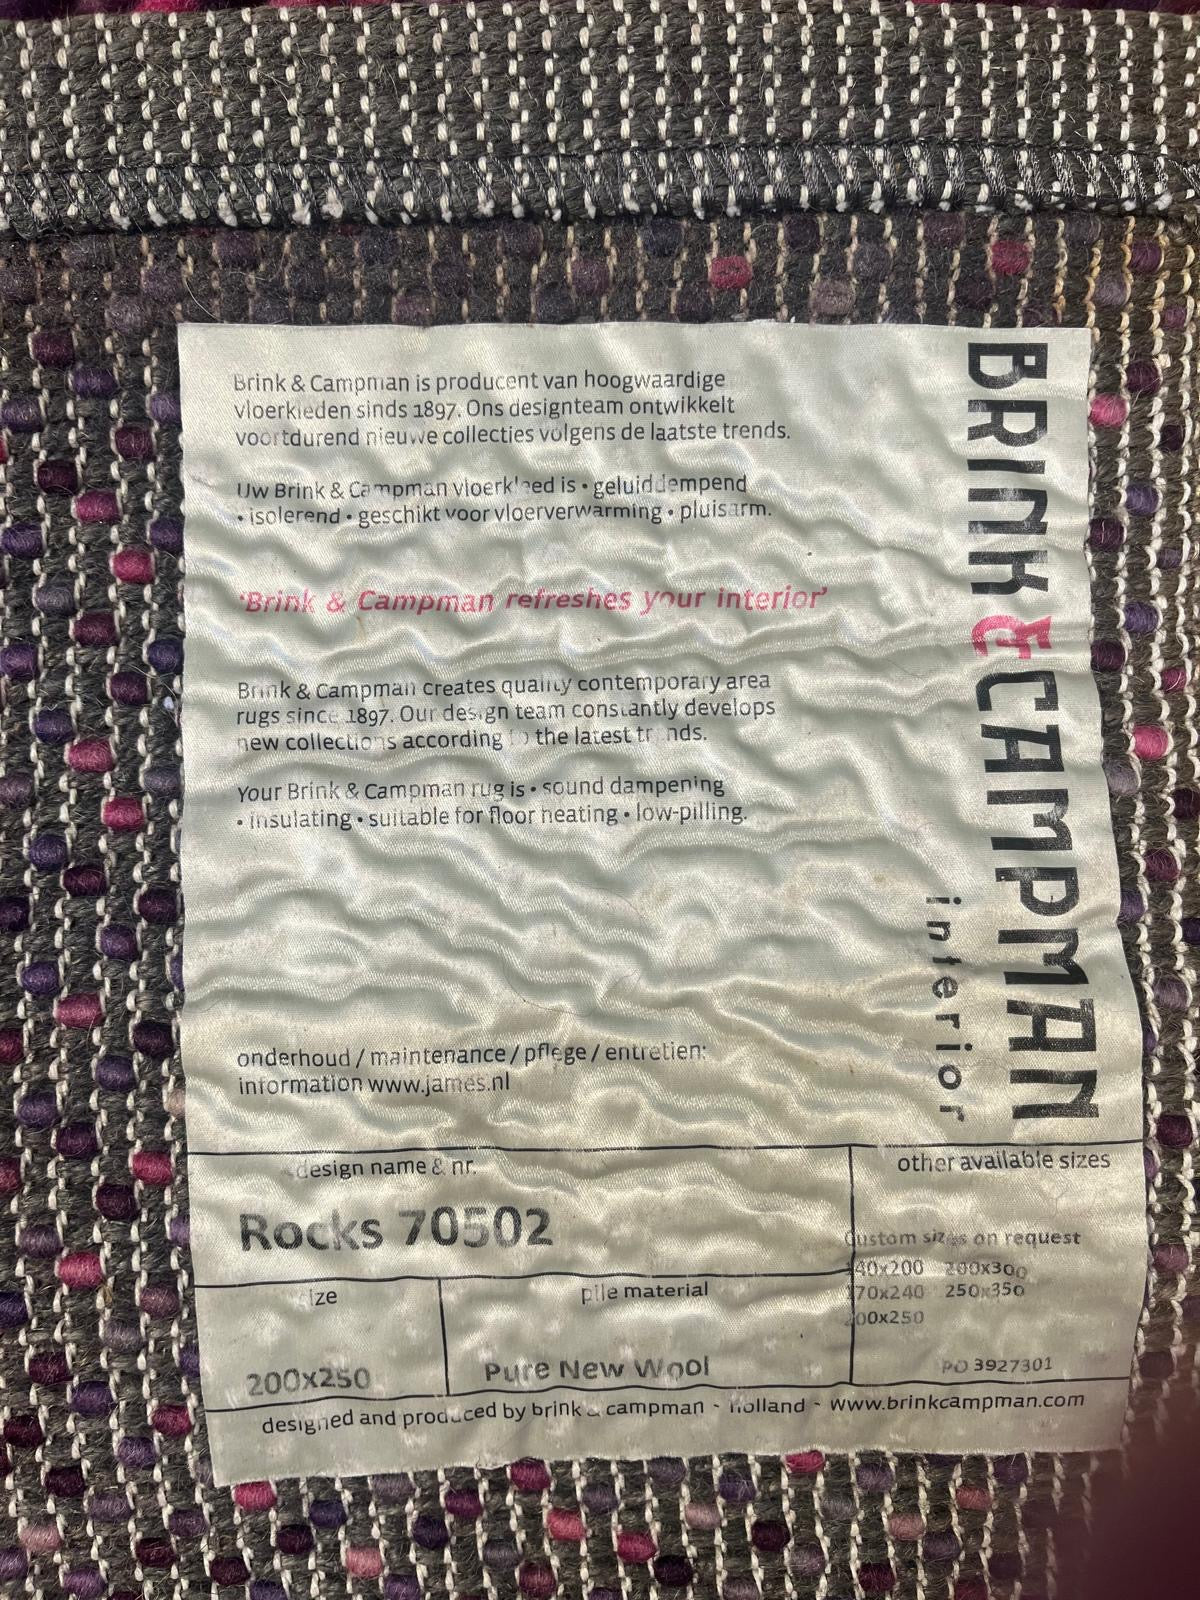 Brink & Campman is producent van hoogwaardige
vloerkleden sinds 1897. Ons designteam ontwikkelt
voortdurend nieuwe collecties volgens de laatste trends.
Uw Brink & Campman vloerkleed is • geluiddempend
• isolerend • geschikt voor vloerverwarming • pluisarm.
'Brink & Campman refreshes your interior'
Brink & Campman creates quality contemporary area
rugs since 1897. Our design team constantly develops
new collections according to the latest trends.
Your Brink & Campman rug is • sound dampening
• insulating • suitable for floor heating • low-pilling.
BRINK & CAMPMAN
interior
onderhoud / maintenance / pflege / entretien:
information www.james.nl
design name & nr.
Rocks 70502
size
200x250
pile material
Pure New Wool
other available sizes
Custom sizes on request
140x200 200x300
170x240 250x350
200x250
PO 3927301
designed and produced by brink & campman - holland - www.brinkcampman.com